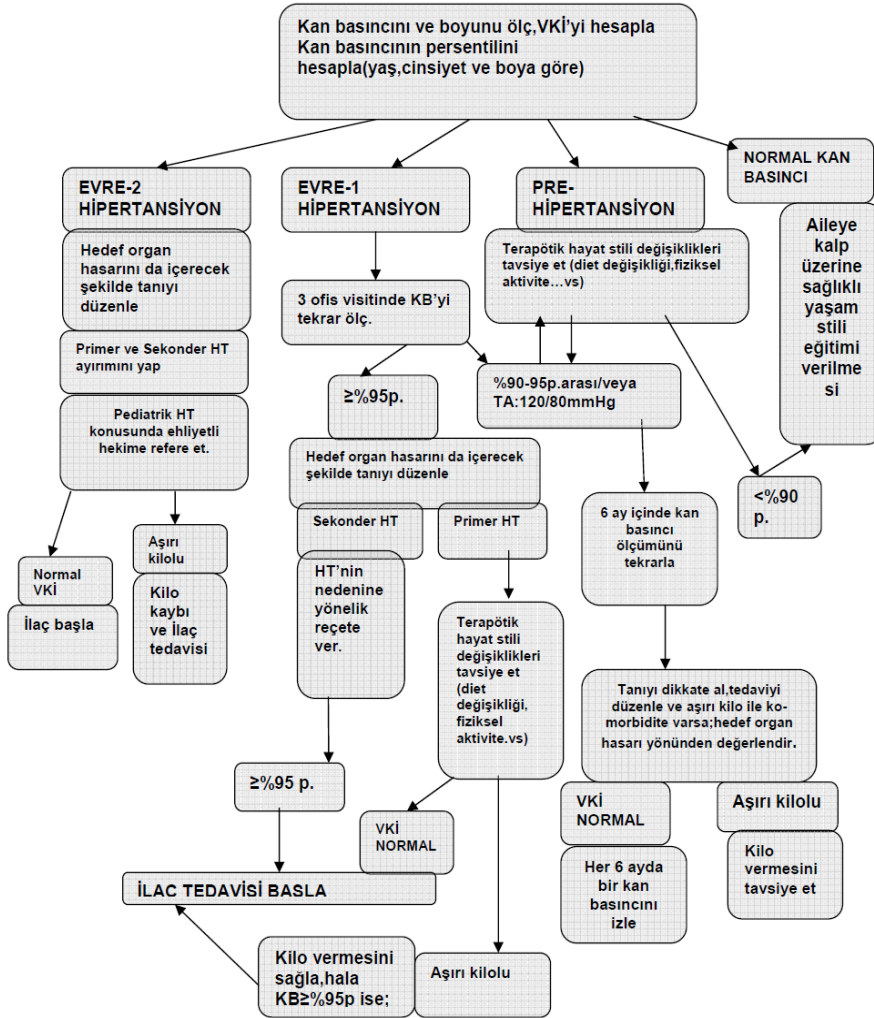 Kan basıncını ve boyunu ölç,VKİ'yi hesapla
Kan basıncının persentilini
hesapla(yaş,cinsiyet ve boya göre)
EVRE-2
HİPERTANSİYON
Hedef organ
hasarını da içerecek
şekilde tanıyı
düzenle
Primer ve Sekonder HT
ayırımını yap
Pediatrik HT
konusunda ehliyetli
hekime refere et.
Normal
VKİ
İlaç başla
Aşırı
kilolu
Kilo
kaybı
ve İlaç
tedavisi
EVRE-1
HİPERTANSİYON
3 ofis visitinde KB'yi
tekrar ölç.
≥%95p.
Hedef organ hasarını da içerecek
şekilde tanıyı düzenle
Sekonder HT
HT'nin
nedenine
yönelik
reçete
ver.
≥%95 p.
Primer HT
Terapötik
hayat stili
değişiklikleri
tavsiye et
(diet
değişikliği,
fiziksel
aktivite.vs)
VKİ
NORMAL
İLAC TEDAVİSİ BASLA
Kilo vermesini
sağla,hala
KB≥%95p ise;
Aşırı kilolu
PRE-
HİPERTANSİYON
Terapötik hayat stili değişiklikleri
tavsiye et (diet değişikliği,fiziksel
aktivite…vs)
%90-95p.arası/veya
TA:120/80mmHg
6 ay içinde kan
basıncı
ölçümünü
tekrarla
Tanıyı dikkate al,tedaviyi
düzenle ve aşırı kilo ile ko-
morbidite varsa;hedef organ
hasarı yönünden değerlendir.
VKİ
NORMAL
Her 6 ayda
bir kan
basıncını
izle
Aşırı kilolu
Kilo
vermesini
tavsiye et
NORMAL KAN
BASINCI
Aileye
kalp
üzerine
sağlıklı
yaşam
stili
eğitimi
verilme
si
<%90
p.